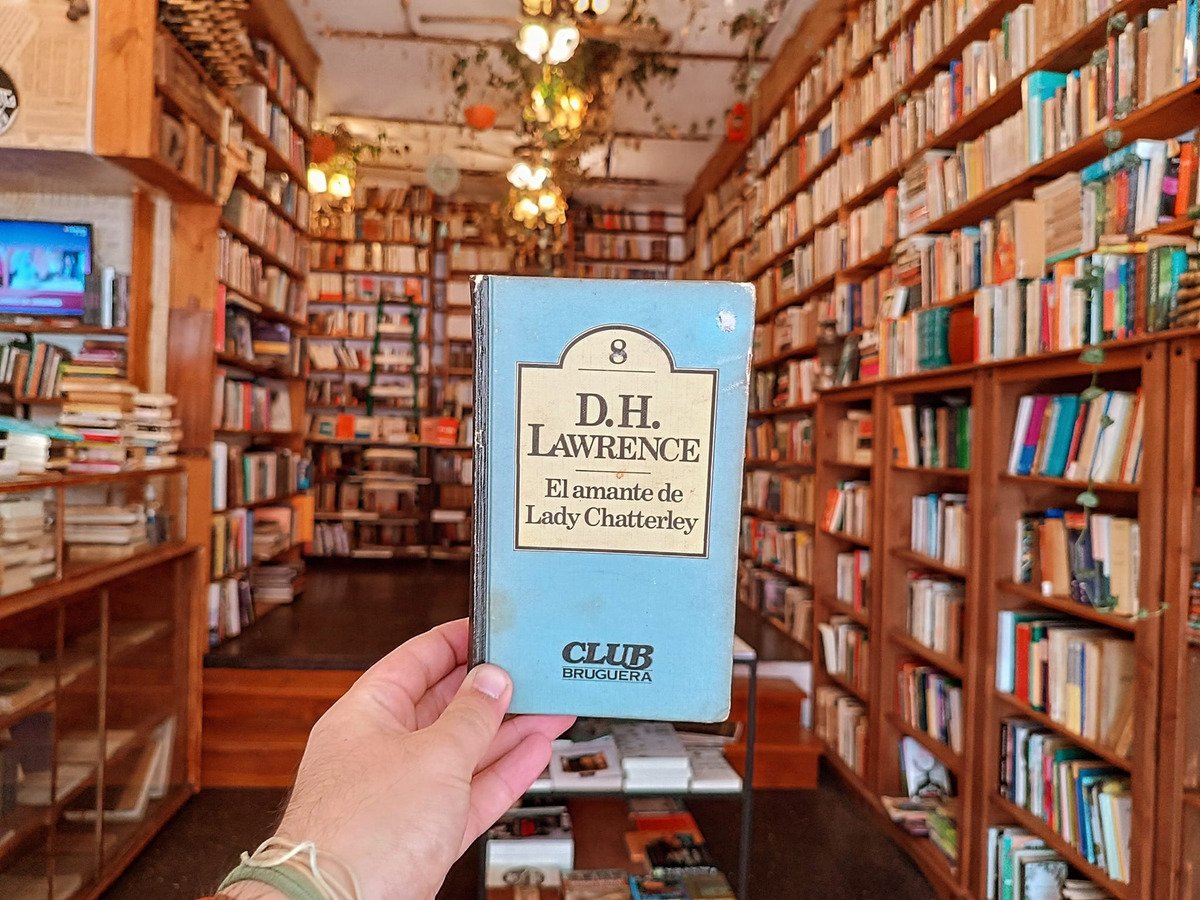 8
D.H.
LAWRENCE
El amante de
Lady Chatterley
CLUB
BRUGUERA